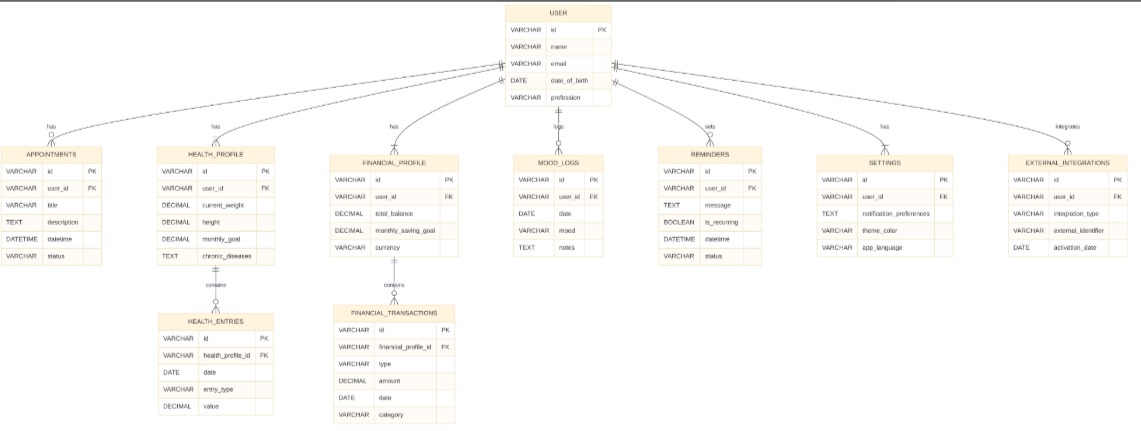 USER
VARCHAR id PK
VARCHAR name
VARCHAR email
DATE date_of_birth
VARCHAR profession
has
has
has
logs
sets
has
integrates
APPOINTMENTS
VARCHAR id PK
VARCHAR user_id FK
VARCHAR title
TEXT description
DATETIME datetime
VARCHAR status
HEALTH_PROFILE
VARCHAR id PK
VARCHAR user_id FK
DECIMAL current_weight
DECIMAL height
DECIMAL monthly_goal
TEXT chronic_diseases
FINANCIAL_PROFILE
VARCHAR id PK
VARCHAR user_id FK
DECIMAL total_balance
DECIMAL monthly_saving_goal
VARCHAR currency
MOOD_LOGS
VARCHAR id PK
VARCHAR user_id FK
DATE date
VARCHAR mood
TEXT notes
REMINDERS
VARCHAR id PK
VARCHAR user_id FK
TEXT message
BOOLEAN is_recurring
DATETIME datetime
VARCHAR status
SETTINGS
VARCHAR id PK
VARCHAR user_id FK
TEXT notification_preferences
VARCHAR theme_color
VARCHAR app_language
EXTERNAL_INTEGRATIONS
VARCHAR id PK
VARCHAR user_id FK
VARCHAR integration_type
VARCHAR external_identifier
DATE activation_date
contains
contains
HEALTH_ENTRIES
VARCHAR id PK
VARCHAR health_profile_id FK
DATE date
VARCHAR entry_type
DECIMAL value
FINANCIAL_TRANSACTIONS
VARCHAR id PK
VARCHAR financial_profile_id FK
VARCHAR type
DECIMAL amount
DATE date
VARCHAR category